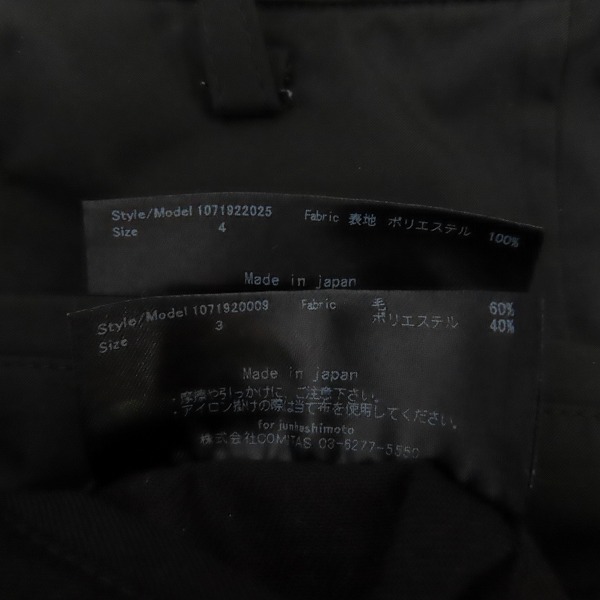 Style/Model 1071922025 Fabric 表地 ポリエステル 100%
Size 4
Made in japan
Style/Model 1071920009 Fabric 毛 60%
Size 3 ポリエステル 40%
Made in japan
・摩擦や引っかけに、ご注意下さい。
・アイロン掛けの際は当て布を使用してください。
for junhashimoto
株式会社COMITAS 03-5277-5550